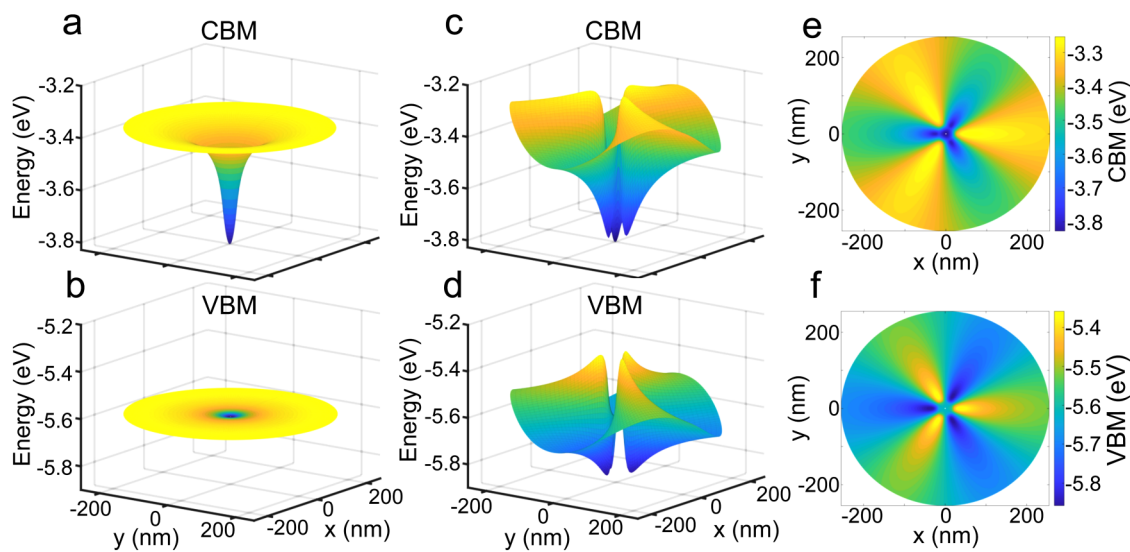 a
CBM
Energy (eV)
-3.2
-3.4
-3.6
-3.8
c
CBM
Energy (eV)
-3.2
-3.4
-3.6
-3.8
e
y (nm)
200
0
-200
-200
0
200
x (nm)
-3.3
-3.4
-3.5
-3.6
-3.7
-3.8
CBM (eV)
b
VBM
Energy (eV)
-5.2
-5.4
-5.6
-5.8
-200
0
200
y (nm)
-200
0
200
x (nm)
d
VBM
Energy (eV)
-5.2
-5.4
-5.6
-5.8
-200
0
200
y (nm)
-200
0
200
x (nm)
f
y (nm)
200
0
-200
-200
0
200
x (nm)
-5.4
-5.5
-5.6
-5.7
-5.8
VBM (eV)